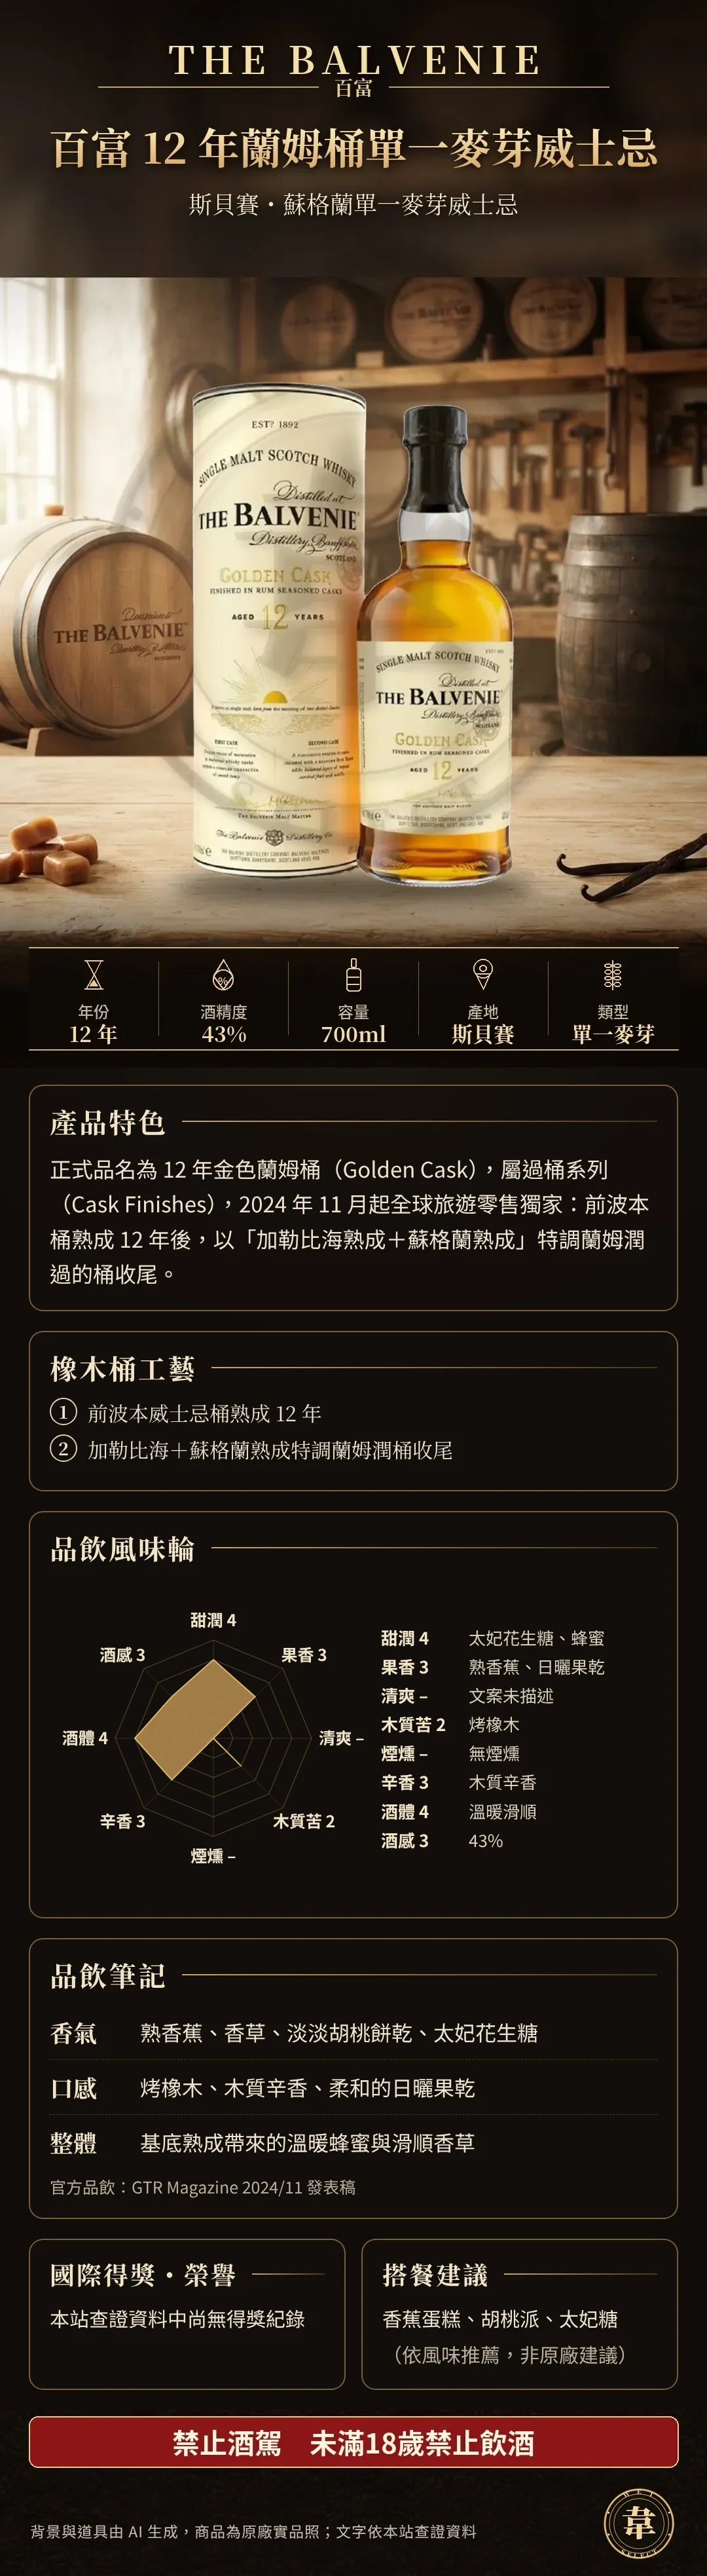 THE BALVENIE
百富
百富 12 年蘭姆桶單一麥芽威士忌
斯貝賽・蘇格蘭單一麥芽威士忌
ESTD 1892
SINGLE MALT SCOTCH WHISKY
Distilled at
THE BALVENIE
Distillery, Banffshire
SCOTLAND
GOLDEN CASK
FINISHED IN RUM SEASONED CASKS
AGED 12 YEARS
FIRST CASK
SECOND CASK
THE SIX MALT MASTER
The Balvenie Distillery Co.
THE BALVENIE
SINGLE MALT SCOTCH WHISKY
Distilled at
THE BALVENIE
SCOTLAND
GOLDEN CASK
FINISHED IN RUM SEASONED CASKS
AGED 12 YEARS
年份
12 年
酒精度
43%
容量
700ml
產地
斯貝賽
類型
單一麥芽
產品特色
正式品名為 12 年金色蘭姆桶（Golden Cask），屬過桶系列
（Cask Finishes），2024 年 11 月起全球旅遊零售獨家：前波本
桶熟成 12 年後，以「加勒比海熟成＋蘇格蘭熟成」特調蘭姆潤
過的桶收尾。
橡木桶工藝
1 前波本威士忌桶熟成 12 年
2 加勒比海＋蘇格蘭熟成特調蘭姆潤桶收尾
品飲風味輪
甜潤 4
果香 3
清爽 –
木質苦 2
煙燻 –
辛香 3
酒體 4
酒感 3
甜潤 4 太妃花生糖、蜂蜜
果香 3 熟香蕉、日曬果乾
清爽 – 文案未描述
木質苦 2 烤橡木
煙燻 – 無煙燻
辛香 3 木質辛香
酒體 4 溫暖滑順
酒感 3 43%
品飲筆記
香氣 熟香蕉、香草、淡淡胡桃餅乾、太妃花生糖
口感 烤橡木、木質辛香、柔和的日曬果乾
整體 基底熟成帶來的溫暖蜂蜜與滑順香草
官方品飲：GTR Magazine 2024/11 發表稿
國際得獎・榮譽
本站查證資料中尚無得獎紀錄
搭餐建議
香蕉蛋糕、胡桃派、太妃糖
（依風味推薦，非原廠建議）
禁止酒駕　未滿18歲禁止飲酒
背景與道具由 AI 生成，商品為原廠實品照；文字依本站查證資料
韋